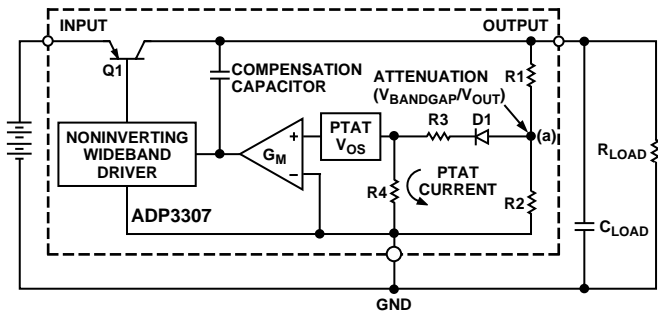 INPUT
OUTPUT
Q1
COMPENSATION
CAPACITOR
ATTENUATION
(VBANDGAP/VOUT)
R1
(a)
R3
D1
PTAT
VOS
NONINVERTING
WIDEBAND
DRIVER
GM
+
−
R4
PTAT
CURRENT
R2
RLOAD
CLOAD
ADP3307
GND